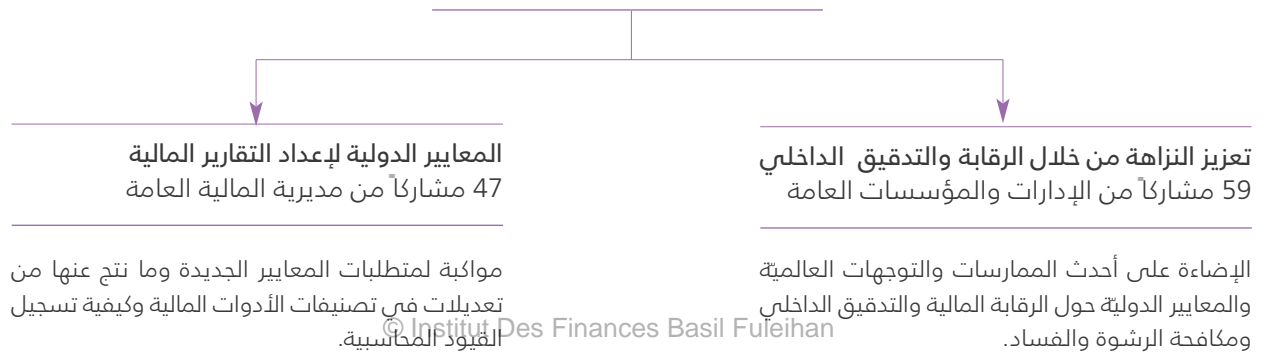 تعزيز النزاهة من خلال الرقابة والتدقيق الداخلي
59 مشاركاً من الإدارات والمؤسسات العامة
الإضاءة على أحدث الممارسات والتوجهات العالميّة
والمعايير الدوليّة حول الرقابة المالية والتدقيق الداخلي
ومكافحة الرشوة والفساد.
المعايير الدولية لإعداد التقارير المالية
47 مشاركاً من مديرية المالية العامة
مواكبة لمتطلبات المعايير الجديدة وما نتج عنها من
تعديلات في تصنيفات الأدوات المالية وكيفية تسجيل
القيود المحاسبية.
© Institut Des Finances Basil Fuleihan